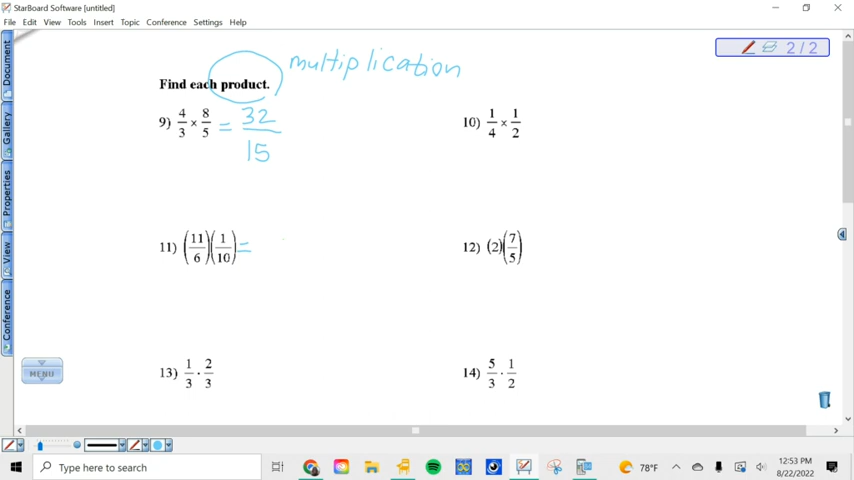 StarBoard Software [untitled]
File Edit View Tools Insert Topic Conference Settings Help
Document
Gallery
Properties
View
Conference
2 / 2
multiplication
Find each product.
9) 4/3 × 8/5 = 32/15
10) 1/4 × 1/2
11) (11/6)(1/10) =
12) (2)(7/5)
13) 1/3 · 2/3
14) 5/3 · 1/2
MENU
Type here to search
78°F
12:53 PM
8/22/2022